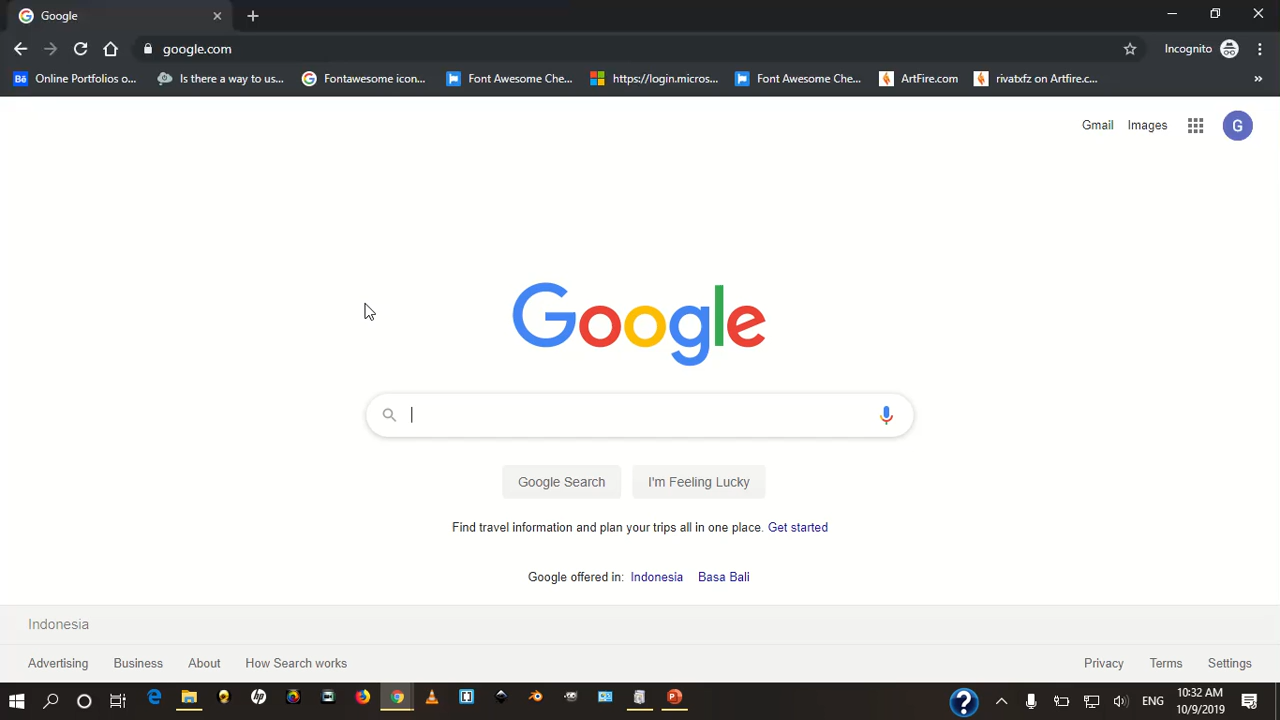 Google
google.com
Incognito
Online Portfolios o...
Is there a way to us...
Fontawesome icon...
Font Awesome Che...
https://login.micros...
Font Awesome Che...
ArtFire.com
rivatxfz on Artfire.c...
»
Gmail
Images
G
Google
Google Search
I'm Feeling Lucky
Find travel information and plan your trips all in one place. Get started
Google offered in: Indonesia Basa Bali
Indonesia
Advertising
Business
About
How Search works
Privacy
Terms
Settings
ENG
10:32 AM
10/9/2019